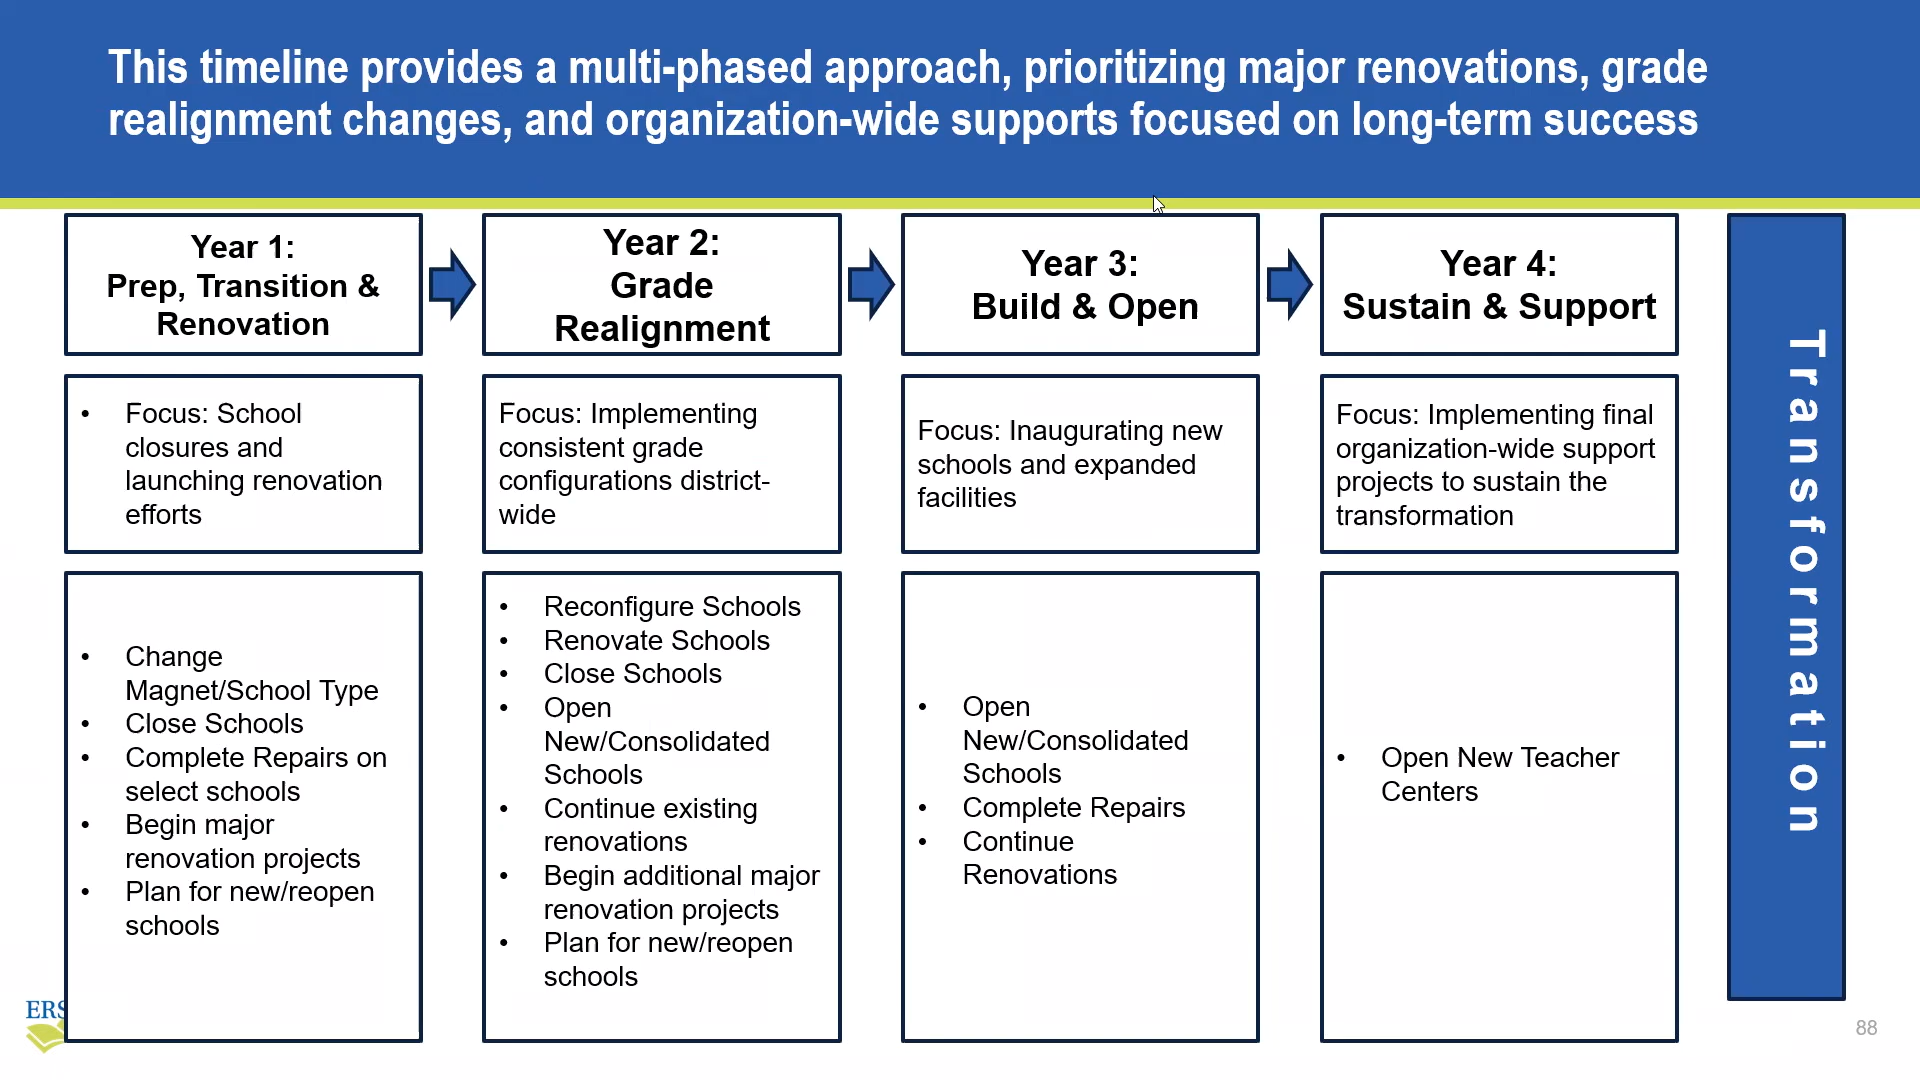 This timeline provides a multi-phased approach, prioritizing major renovations, grade
realignment changes, and organization-wide supports focused on long-term success
Year 1:
Prep, Transition &
Renovation
• Focus: School
closures and
launching renovation
efforts
• Change
Magnet/School Type
• Close Schools
• Complete Repairs on
select schools
• Begin major
renovation projects
• Plan for new/reopen
schools
Year 2:
Grade
Realignment
Focus: Implementing
consistent grade
configurations district-
wide
• Reconfigure Schools
• Renovate Schools
• Close Schools
• Open
New/Consolidated
Schools
• Continue existing
renovations
• Begin additional major
renovation projects
• Plan for new/reopen
schools
Year 3:
Build & Open
Focus: Inaugurating new
schools and expanded
facilities
• Open
New/Consolidated
Schools
• Complete Repairs
• Continue
Renovations
Year 4:
Sustain & Support
Focus: Implementing final
organization-wide support
projects to sustain the
transformation
• Open New Teacher
Centers
Transformation
ERS
88